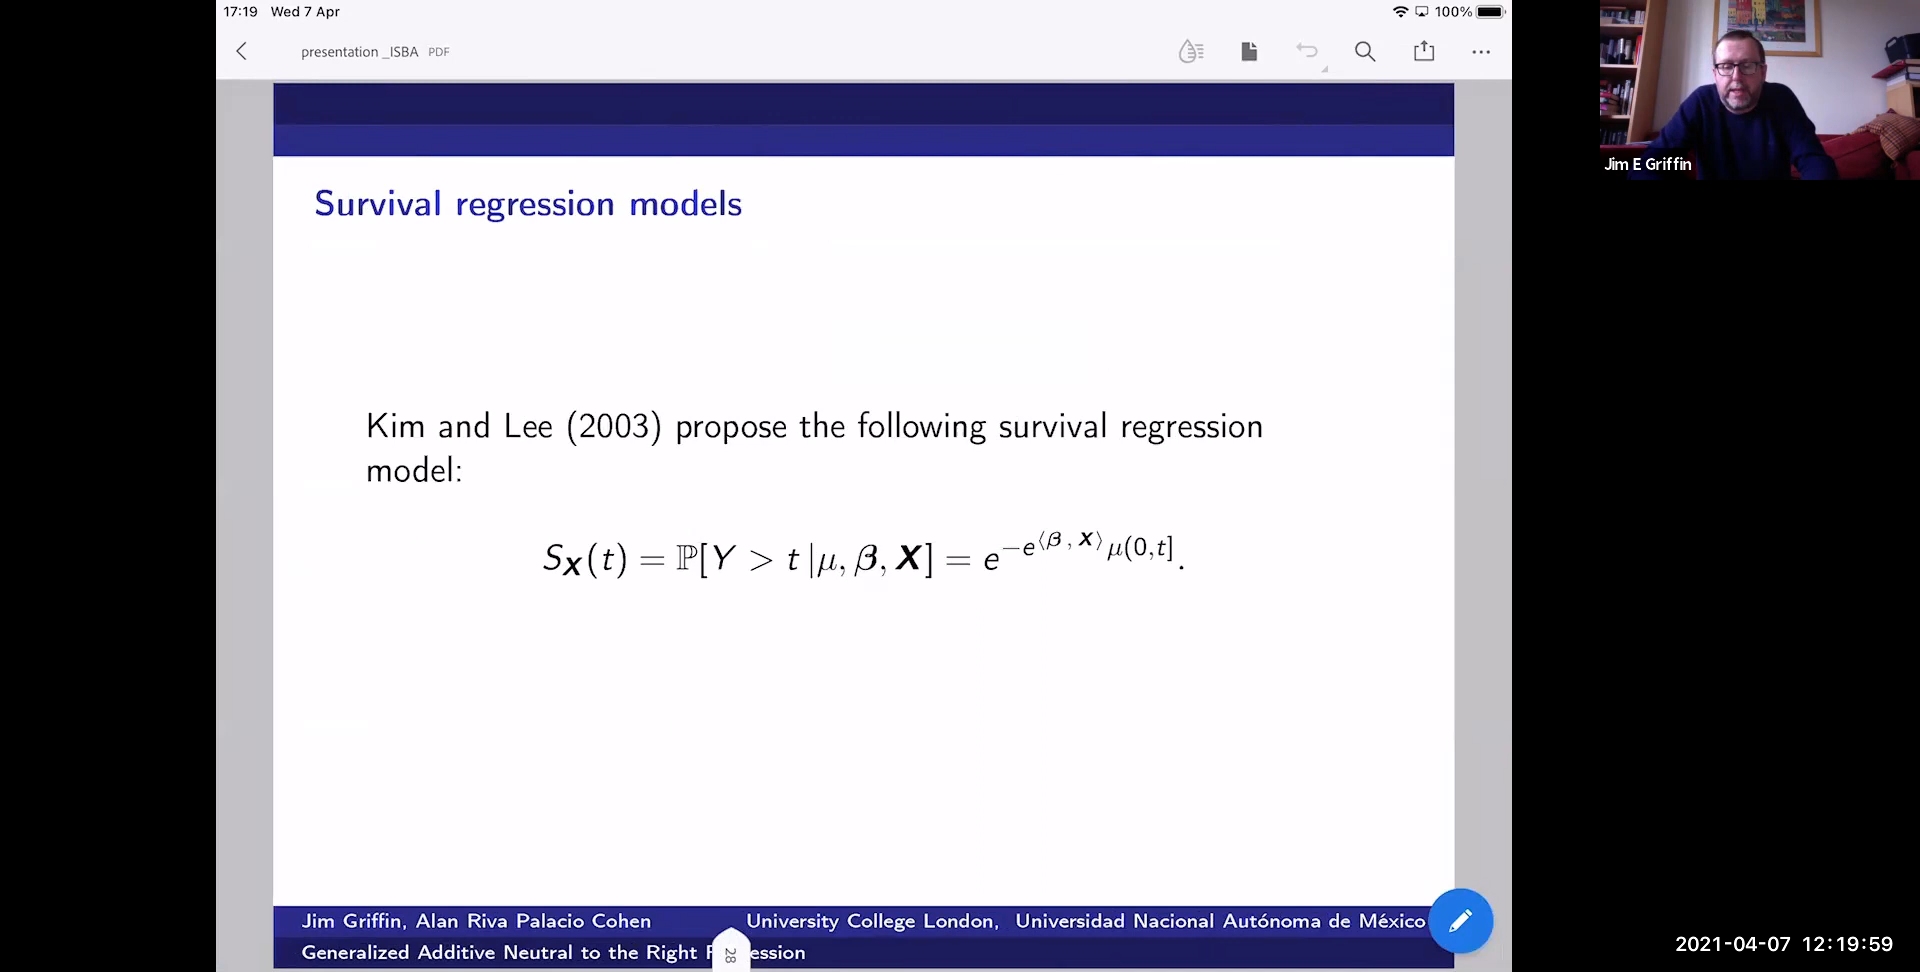 17:19 Wed 7 Apr
100%
presentation _ISBA PDF
Survival regression models
Kim and Lee (2003) propose the following survival regression
model:
S_X(t) = ℙ[Y > t |μ, β, X] = e^{−e^{⟨β , X⟩} μ(0,t]}.
Jim Griffin, Alan Riva Palacio Cohen University College London, Universidad Nacional Autónoma de México
Generalized Additive Neutral to the Right ession
28
Jim E Griffin
2021-04-07 12:19:59